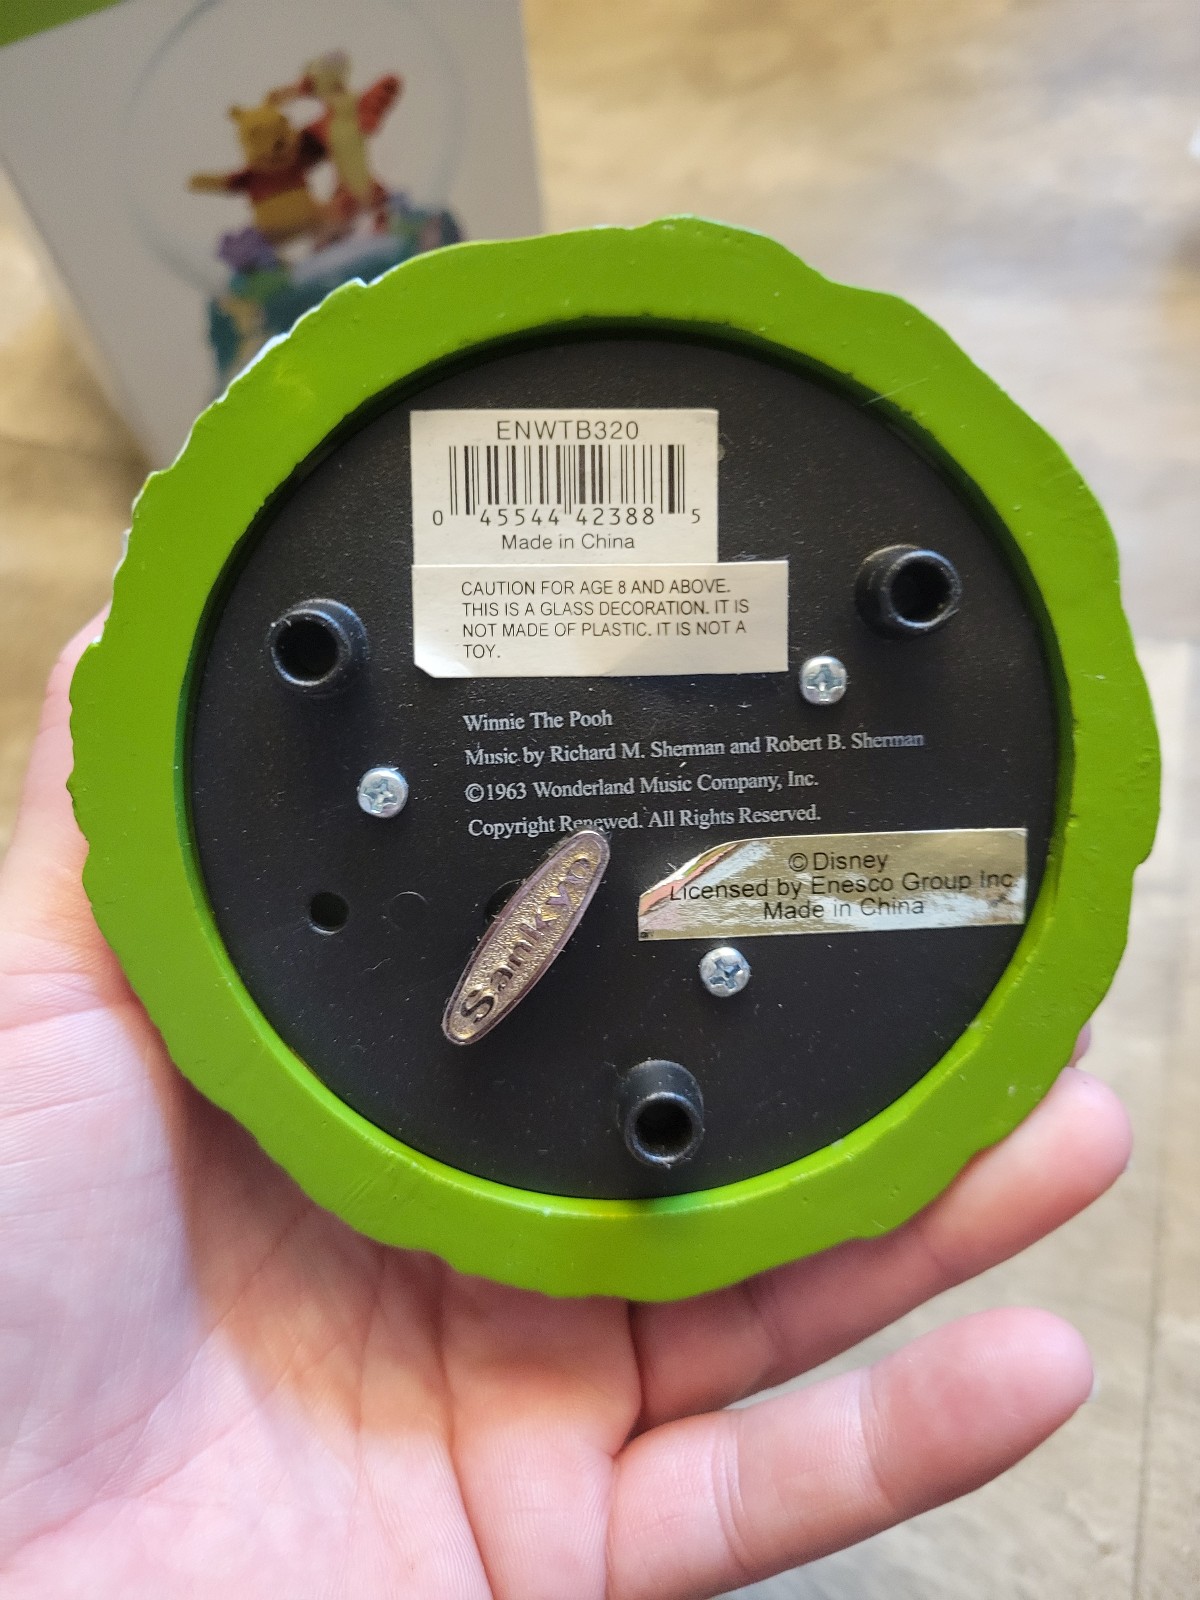 ENWTB320
0 45544 42388 5
Made in China
CAUTION FOR AGE 8 AND ABOVE.
THIS IS A GLASS DECORATION. IT IS
NOT MADE OF PLASTIC. IT IS NOT A
TOY.
Winnie The Pooh
Music by Richard M. Sherman and Robert B. Sherman
©1963 Wonderland Music Company, Inc.
Copyright Renewed. All Rights Reserved.
© Disney
Licensed by Enesco Group Inc
Made in China
Sankyo